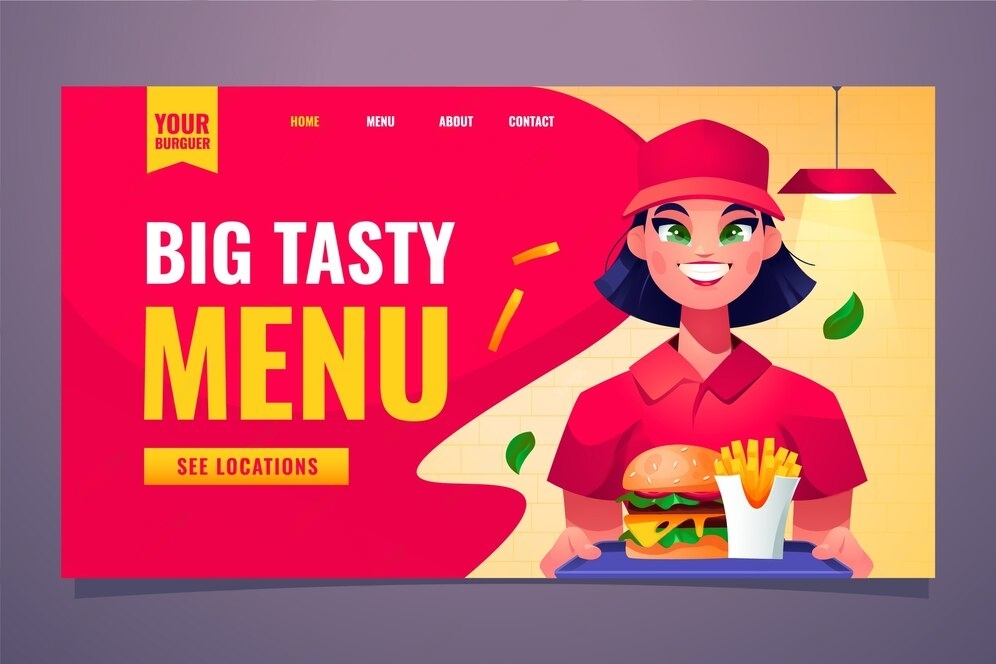 YOUR
BURGUER
HOME
MENU
ABOUT
CONTACT
BIG TASTY
MENU
SEE LOCATIONS